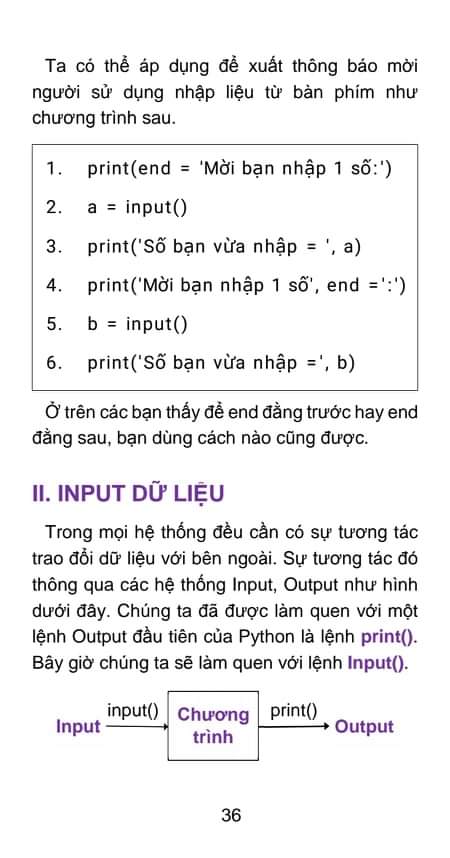 Ta có thể áp dụng để xuất thông báo mời
người sử dụng nhập liệu từ bàn phím như
chương trình sau.
1. print(end = 'Mời bạn nhập 1 số:')
2. a = input()
3. print('Số bạn vừa nhập = ', a)
4. print('Mời bạn nhập 1 số', end =':')
5. b = input()
6. print('Số bạn vừa nhập =', b)
Ở trên các bạn thấy để end đằng trước hay end
đằng sau, bạn dùng cách nào cũng được.
II. INPUT DỮ LIỆU
Trong mọi hệ thống đều cần có sự tương tác
trao đổi dữ liệu với bên ngoài. Sự tương tác đó
thông qua các hệ thống Input, Output như hình
dưới đây. Chúng ta đã được làm quen với một
lệnh Output đầu tiên của Python là lệnh print().
Bây giờ chúng ta sẽ làm quen với lệnh Input().
Input
input()
Chương
trình
print()
Output
36